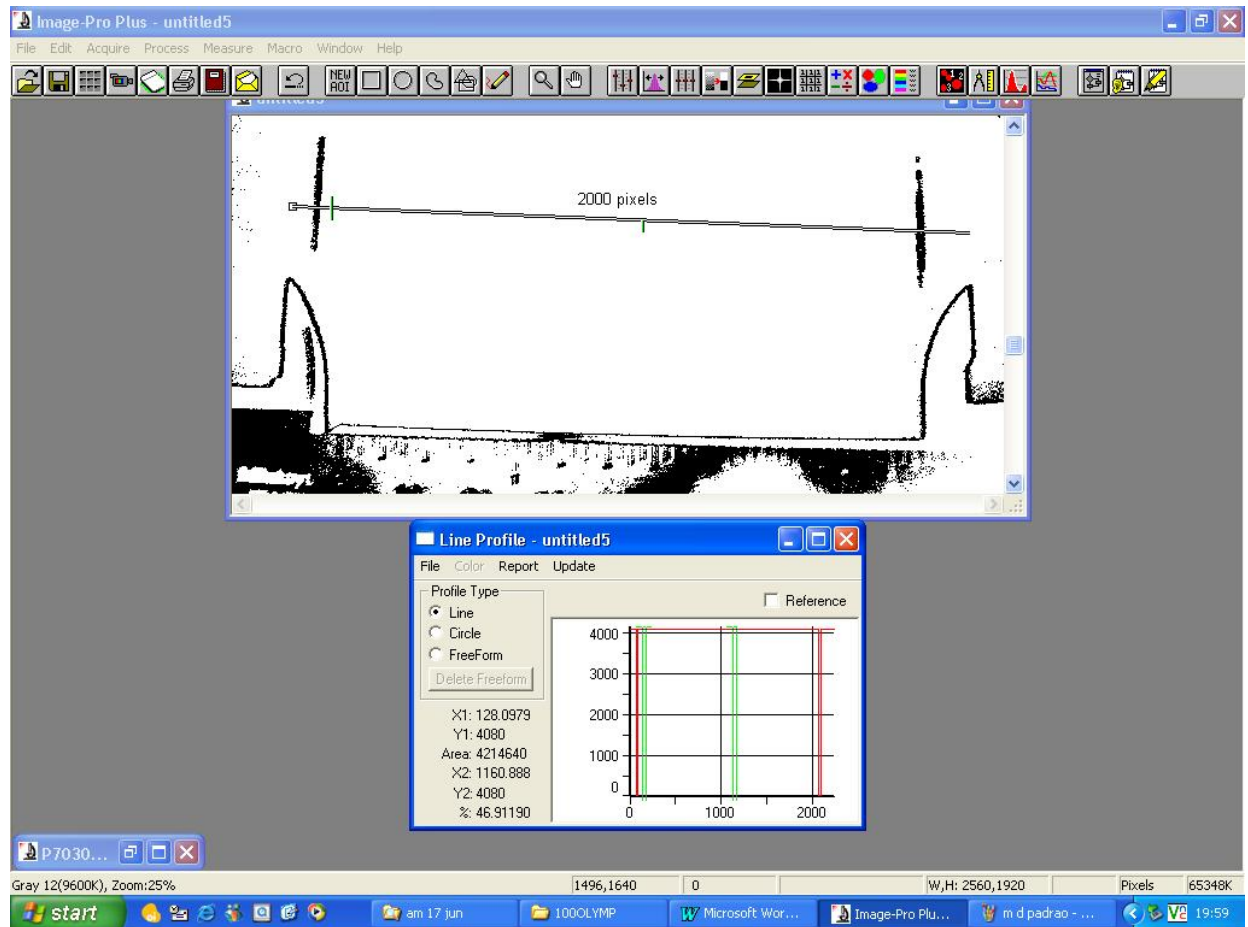 Image-Pro Plus - untitled5
File Edit Acquire Process Measure Macro Window Help
NEW AOI
untitled5
2000 pixels
Line Profile - untitled5
File Color Report Update
Profile Type
Line
Circle
FreeForm
Delete Freeform
Reference
X1: 128.0979
Y1: 4080
Area: 4214640
X2: 1160.888
Y2: 4080
%: 46.91190
4000
3000
2000
1000
0
0 1000 2000
P7030...
Gray 12(9600K), Zoom:25% 1496,1640 0 W,H: 2560,1920 Pixels 65348K
start am 17 jun 100OLYMP Microsoft Wor... Image-Pro Plu... m d padrao - ... 19:59